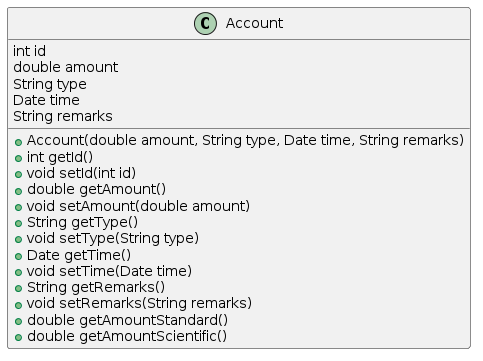 C Account
int id
double amount
String type
Date time
String remarks
Account(double amount, String type, Date time, String remarks)
int getId()
void setId(int id)
double getAmount()
void setAmount(double amount)
String getType()
void setType(String type)
Date getTime()
void setTime(Date time)
String getRemarks()
void setRemarks(String remarks)
double getAmountStandard()
double getAmountScientific()